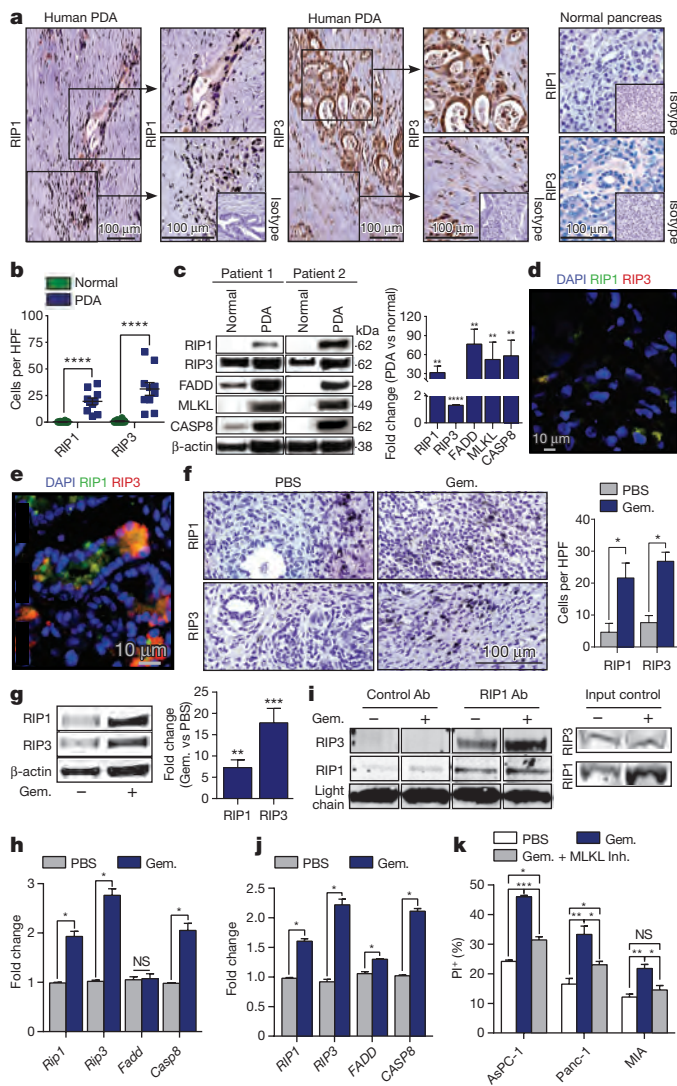 a
Human PDA
Human PDA
Normal pancreas
RIP1
RIP1
RIP3
RIP3
RIP1
Isotype
Isotype
Isotype
RIP3
Isotype
100 μm
100 μm
100 μm
100 μm
100 μm
b
Normal
PDA
Cells per HPF
100
75
50
25
0
****
****
RIP1
RIP3
c
Patient 1
Patient 2
Normal
PDA
Normal
PDA
kDa
RIP1
62
RIP3
62
FADD
28
MLKL
49
CASP8
62
β-actin
38
Fold change (PDA vs normal)
120
90
60
30
2
0
**
****
**
**
**
RIP1
RIP3
FADD
MLKL
CASP8
d
DAPI RIP1 RIP3
10 μm
e
DAPI RIP1 RIP3
10 μm
f
PBS
Gem.
RIP1
RIP3
100 μm
PBS
Gem.
Cells per HPF
40
30
20
10
0
*
*
RIP1
RIP3
g
RIP1
RIP3
β-actin
Gem. – +
Fold change
(Gem. vs PBS)
25
20
15
10
5
0
**
***
RIP1
RIP3
i
Control Ab
RIP1 Ab
Input control
Gem. – + – +
– +
RIP3
RIP1
Light
chain
RIP3
RIP1
h
PBS
Gem.
Fold change
3
2
1
0
*
*
NS
*
Rip1
Rip3
Fadd
Casp8
j
PBS
Gem.
Fold change
2.5
2.0
1.5
1.0
0.5
0
*
*
*
*
RIP1
RIP3
FADD
CASP8
k
PBS
Gem.
Gem. + MLKL Inh.
PI⁺ (%)
50
40
30
20
10
0
*
***
*
** *
NS
** *
AsPC-1
Panc-1
MIA